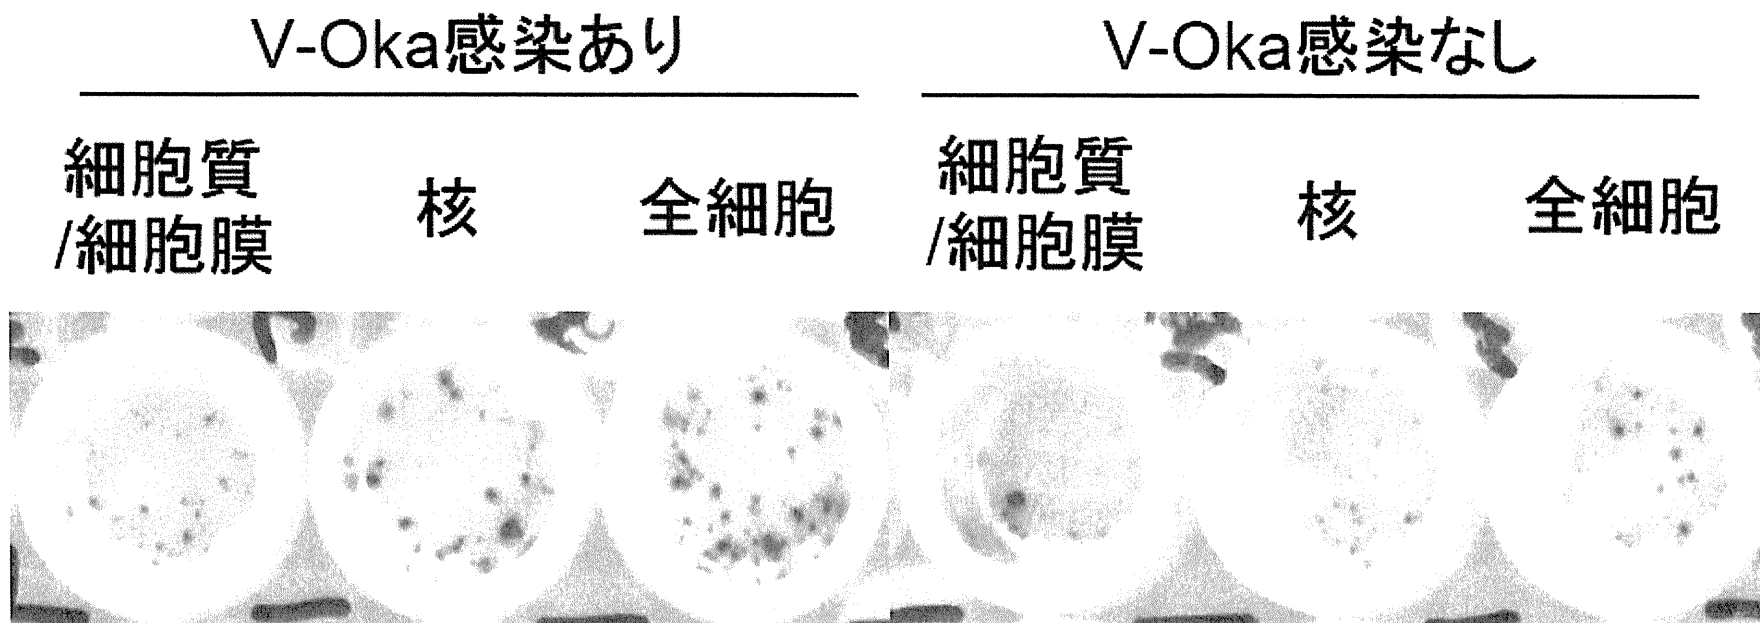 V-Oka感染あり
V-Oka感染なし
細胞質
/細胞膜
核
全細胞
細胞質
/細胞膜
核
全細胞